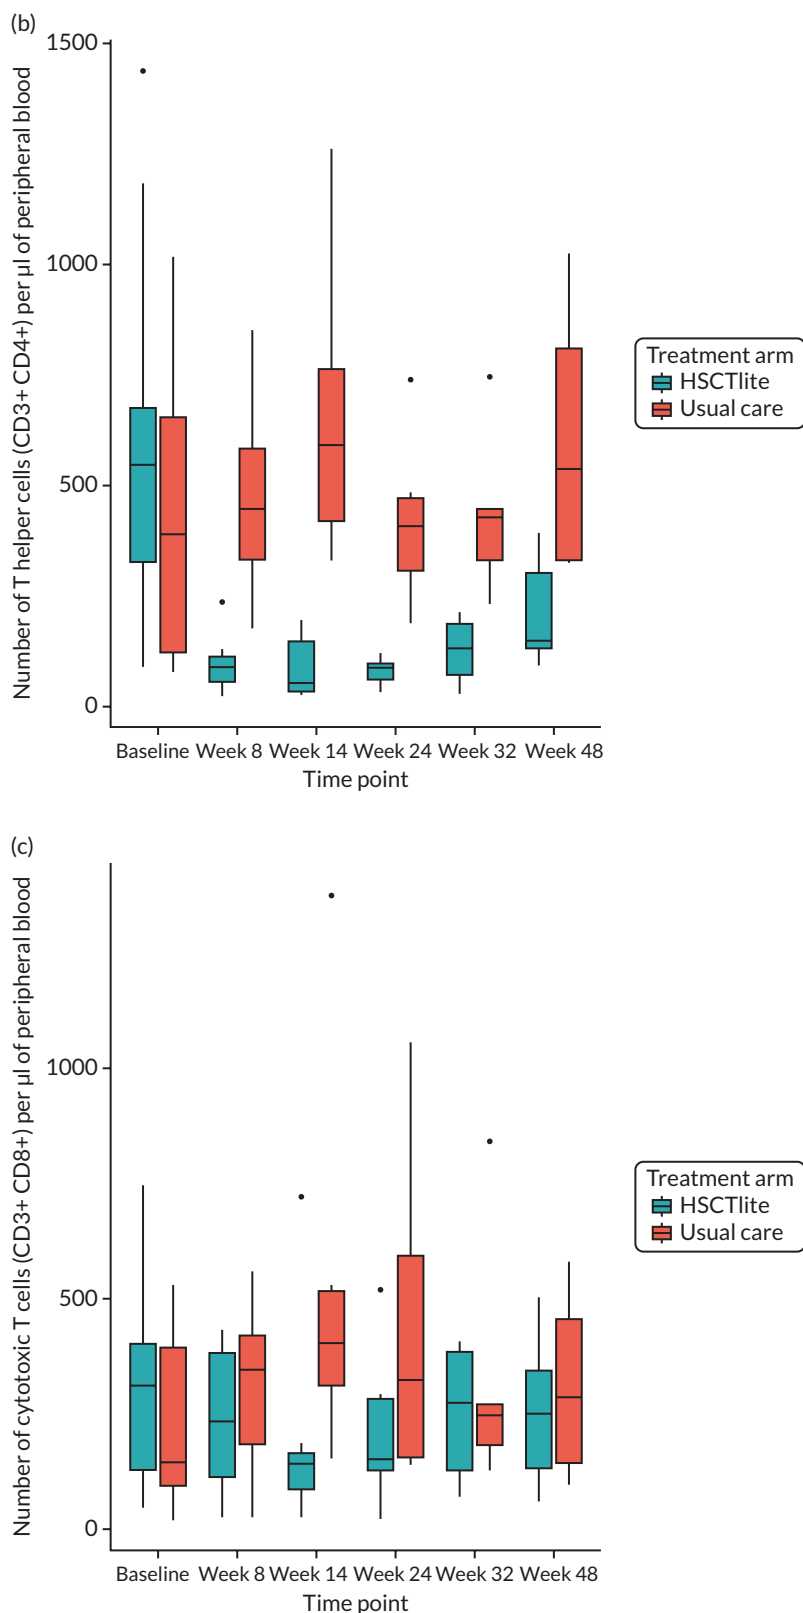 (b)
Number of T helper cells (CD3+ CD4+) per µl of peripheral blood
1500
1000
500
0
Baseline Week 8 Week 14 Week 24 Week 32 Week 48
Time point
Treatment arm
HSCTlite
Usual care
(c)
Number of cytotoxic T cells (CD3+ CD8+) per µl of peripheral blood
1000
500
0
Baseline Week 8 Week 14 Week 24 Week 32 Week 48
Time point
Treatment arm
HSCTlite
Usual care